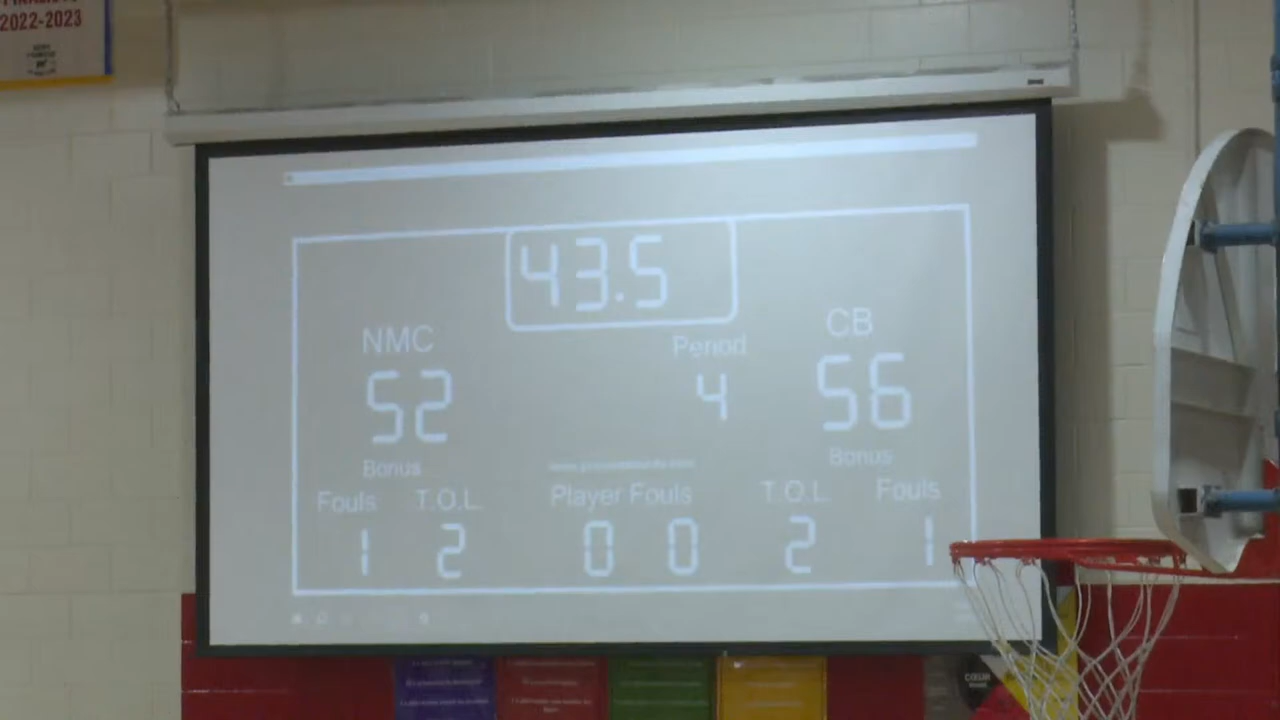 2022-2023
43.5
NMC
Period
CB
52
4
56
Bonus
Bonus
Fouls T.O.L. Player Fouls T.O.L. Fouls
1 2 0 0 2 1
CŒUR